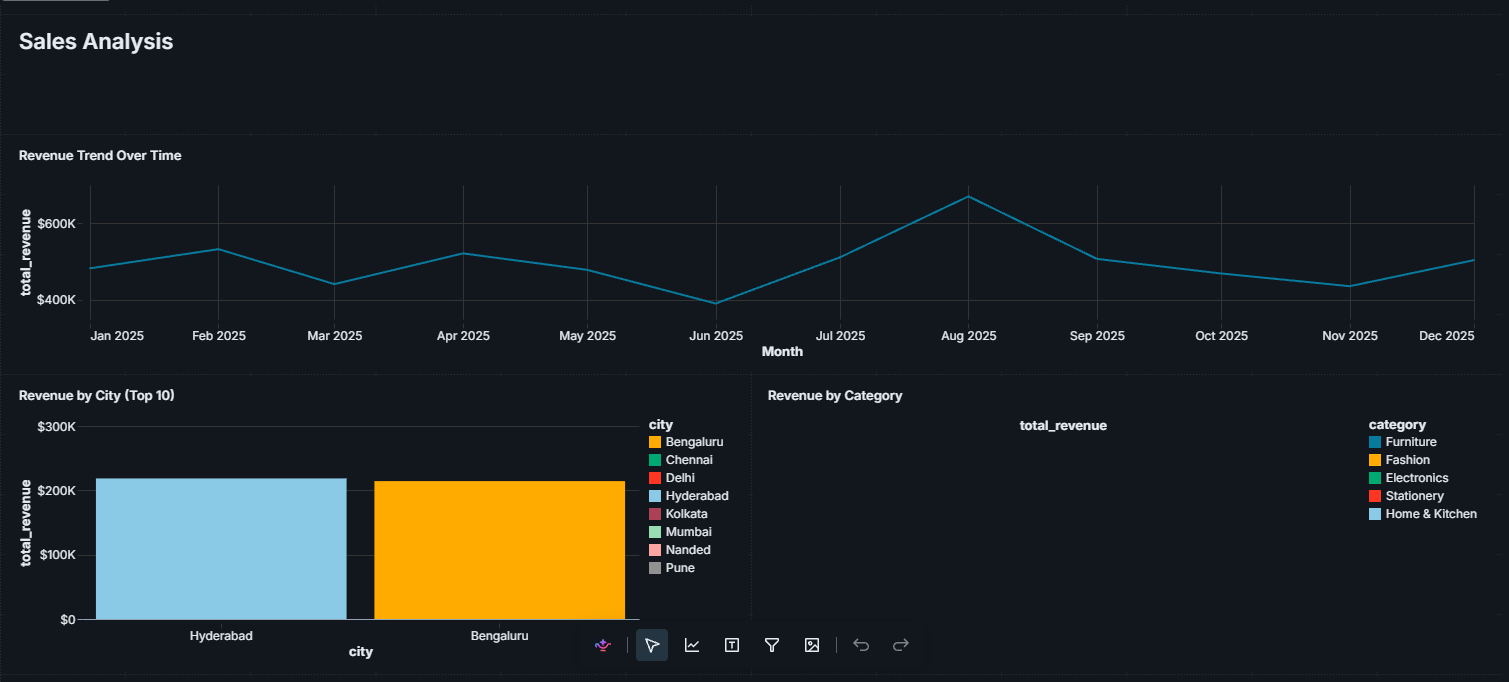 Sales Analysis
Revenue Trend Over Time
total_revenue
$600K
$400K
Jan 2025 Feb 2025 Mar 2025 Apr 2025 May 2025 Jun 2025 Jul 2025 Aug 2025 Sep 2025 Oct 2025 Nov 2025 Dec 2025
Month
Revenue by City (Top 10)
total_revenue
$300K
$200K
$100K
$0
Hyderabad Bengaluru
city
city
Bengaluru
Chennai
Delhi
Hyderabad
Kolkata
Mumbai
Nanded
Pune
Revenue by Category
total_revenue
category
Furniture
Fashion
Electronics
Stationery
Home & Kitchen
T